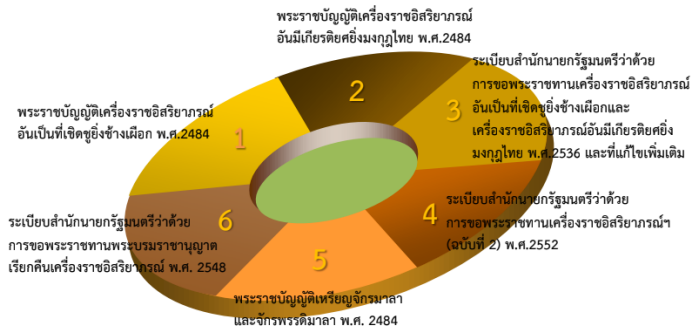 พระราชบัญญัติเครื่องราชอิสริยาภรณ์
อันเป็นที่เชิดชูยิ่งช้างเผือก พ.ศ.2484
1
พระราชบัญญัติเครื่องราชอิสริยาภรณ์
อันมีเกียรติยศยิ่งมงกุฎไทย พ.ศ.2484
2
ระเบียบสำนักนายกรัฐมนตรีว่าด้วย
การขอพระราชทานเครื่องราชอิสริยาภรณ์
อันเป็นที่เชิดชูยิ่งช้างเผือกและ
เครื่องราชอิสริยาภรณ์อันมีเกียรติยศยิ่ง
มงกุฎไทย พ.ศ.2536 และที่แก้ไขเพิ่มเติม
3
ระเบียบสำนักนายกรัฐมนตรีว่าด้วย
การขอพระราชทานเครื่องราชอิสริยาภรณ์ฯ
(ฉบับที่ 2) พ.ศ.2552
4
5
พระราชบัญญัติเหรียญจักรมาลา
และจักรพรรดิมาลา พ.ศ. 2484
6
ระเบียบสำนักนายกรัฐมนตรีว่าด้วย
การขอพระราชทานพระบรมราชานุญาต
เรียกคืนเครื่องราชอิสริยาภรณ์ พ.ศ. 2548